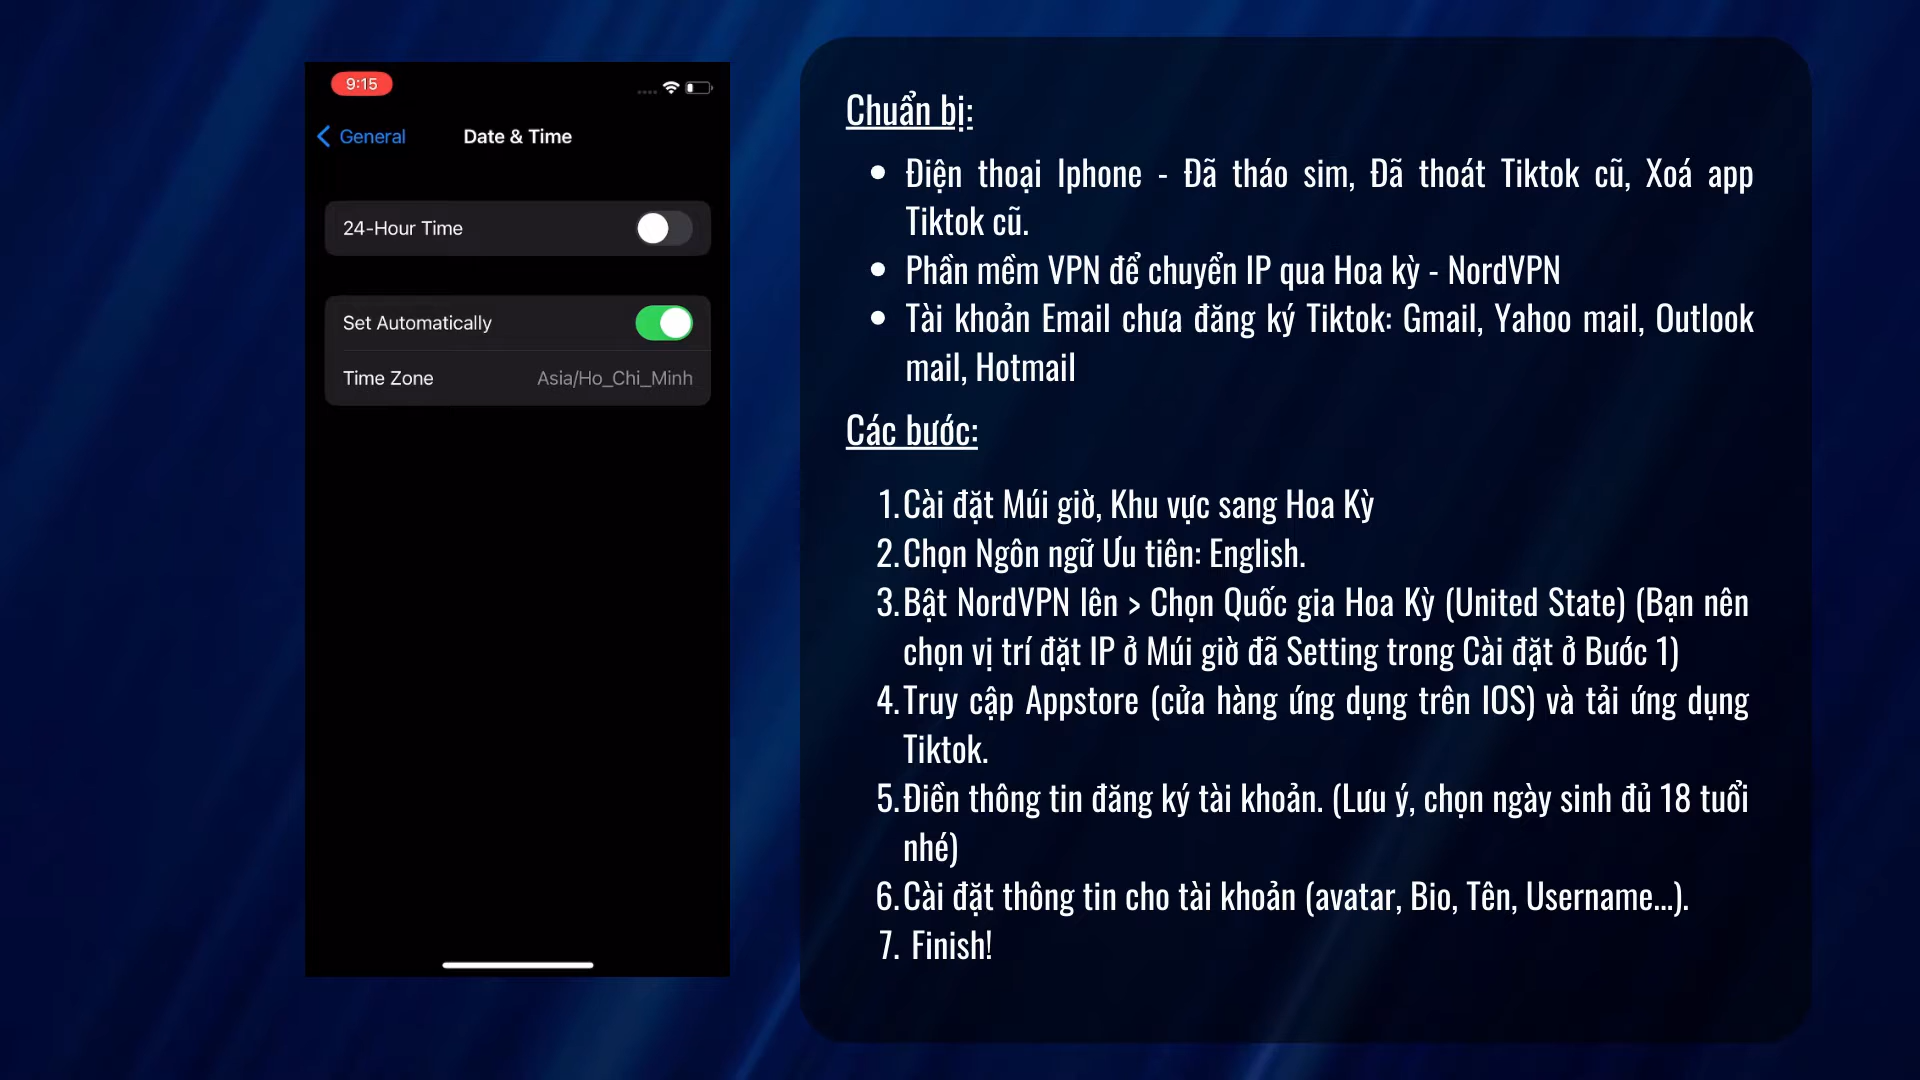 9:15
General
Date & Time
24-Hour Time
Set Automatically
Time Zone
Asia/Ho_Chi_Minh
Chuẩn bị:
• Điện thoại Iphone - Đã tháo sim, Đã thoát Tiktok cũ, Xoá app
Tiktok cũ.
• Phần mềm VPN để chuyển IP qua Hoa kỳ - NordVPN
• Tài khoản Email chưa đăng ký Tiktok: Gmail, Yahoo mail, Outlook
mail, Hotmail
Các bước:
1. Cài đặt Múi giờ, Khu vực sang Hoa Kỳ
2. Chọn Ngôn ngữ Ưu tiên: English.
3. Bật NordVPN lên > Chọn Quốc gia Hoa Kỳ (United State) (Bạn nên
chọn vị trí đặt IP ở Múi giờ đã Setting trong Cài đặt ở Bước 1)
4. Truy cập Appstore (cửa hàng ứng dụng trên IOS) và tải ứng dụng
Tiktok.
5. Điền thông tin đăng ký tài khoản. (Lưu ý, chọn ngày sinh đủ 18 tuổi
nhé)
6. Cài đặt thông tin cho tài khoản (avatar, Bio, Tên, Username...).
7. Finish!